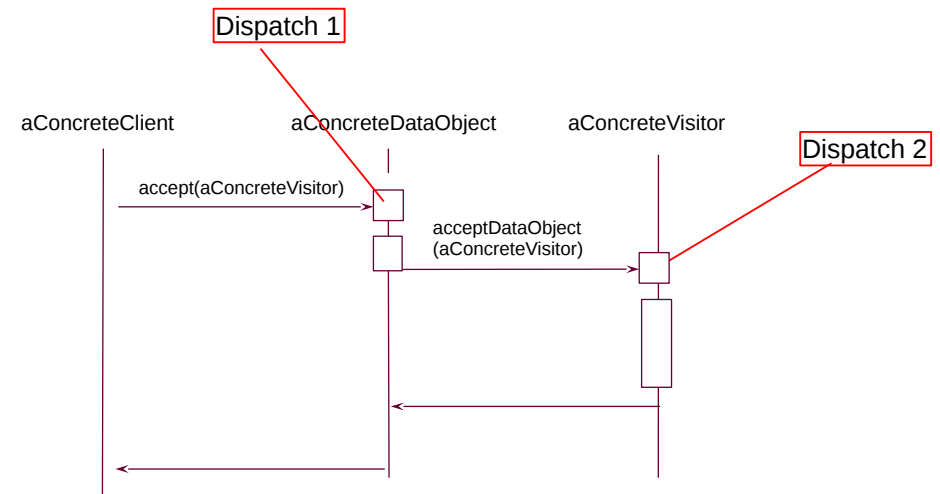 Dispatch 1
aConcreteClient
aConcreteDataObject
aConcreteVisitor
Dispatch 2
accept(aConcreteVisitor)
acceptDataObject
(aConcreteVisitor)